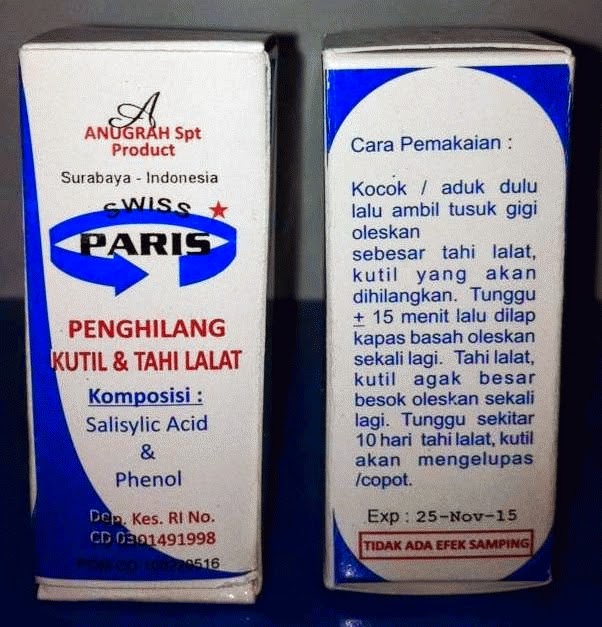 A
ANUGRAH Spt
Product
Surabaya - Indonesia
SWISS
PARIS
PENGHILANG
KUTIL & TAHI LALAT
Komposisi :
Salisylic Acid
&
Phenol
Dep. Kes. RI No.
CD 0301491998
POM CD 100220516
Cara Pemakaian :
Kocok / aduk dulu
lalu ambil tusuk gigi
oleskan
sebesar tahi lalat,
kutil yang akan
dihilangkan. Tunggu
± 15 menit lalu dilap
kapas basah oleskan
sekali lagi. Tahi lalat,
kutil agak besar
besok oleskan sekali
lagi. Tunggu sekitar
10 hari tahi lalat, kutil
akan mengelupas
/copot.
Exp : 25-Nov-15
TIDAK ADA EFEK SAMPING